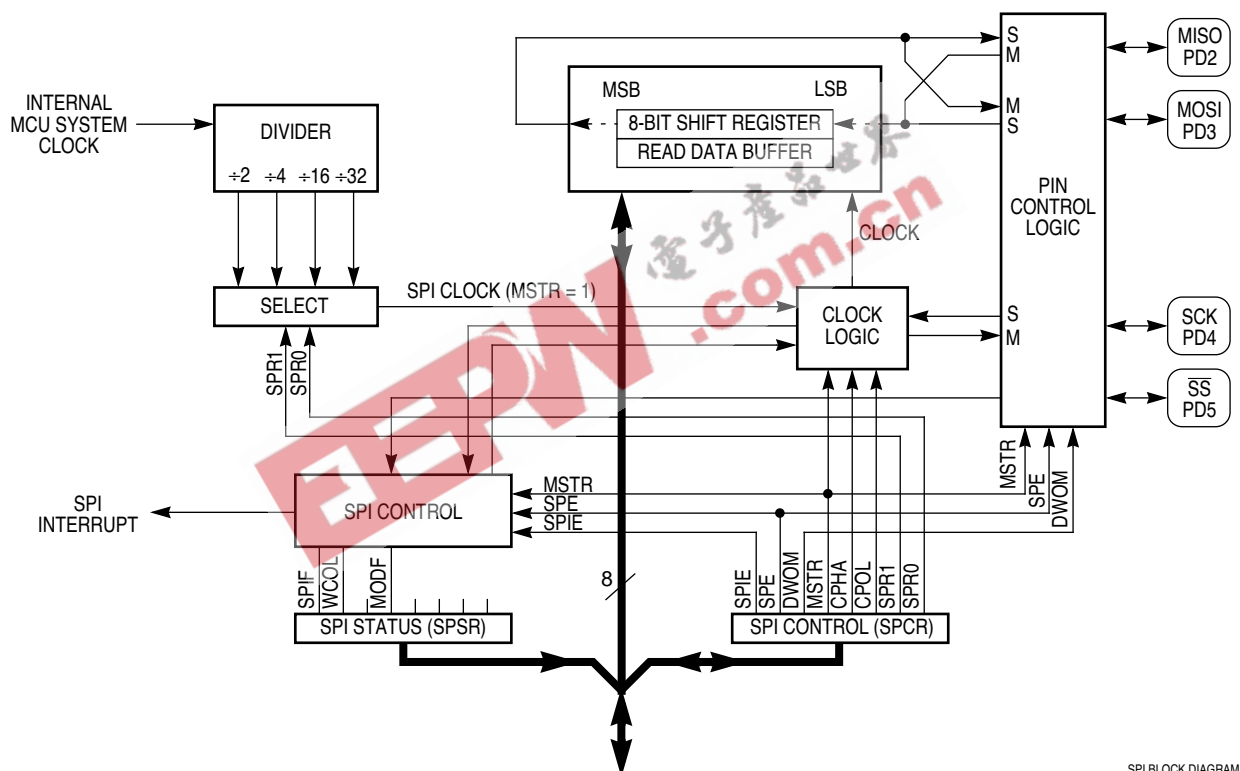 INTERNAL
MCU SYSTEM
CLOCK
DIVIDER
÷2 ÷4 ÷16 ÷32
SELECT
SPR1
SPR0
SPI CLOCK (MSTR = 1)
MSB LSB
8-BIT SHIFT REGISTER
READ DATA BUFFER
CLOCK
CLOCK
LOGIC
S
M
M
S
S
M
PIN
CONTROL
LOGIC
MISO
PD2
MOSI
PD3
SCK
PD4
SS
PD5
MSTR
SPE
DWOM
電子產品世界
EEPW
.com.cn
SPI
INTERRUPT
SPI CONTROL
MSTR
SPE
SPIE
SPIF
WCOL
MODF
SPI STATUS (SPSR)
8
SPIE
SPE
DWOM
MSTR
CPHA
CPOL
SPR1
SPR0
SPI CONTROL (SPCR)
SPI BLOCK DIAGRAM